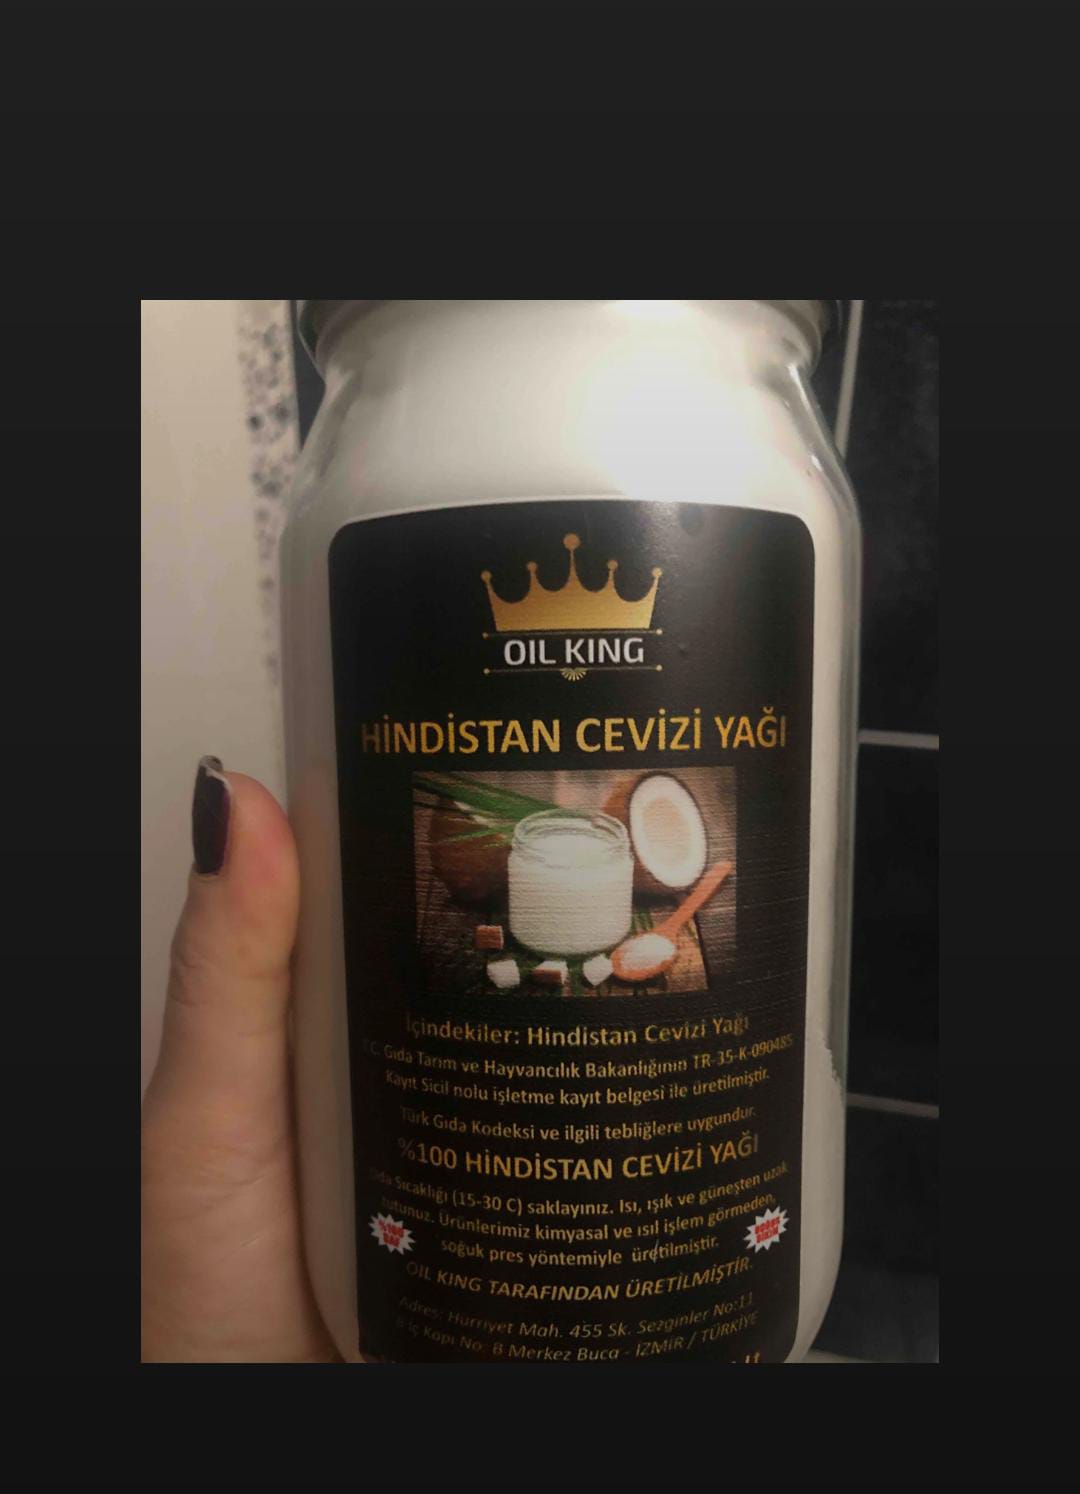 OIL KING
HİNDİSTAN CEVİZİ YAĞI
İçindekiler: Hindistan Cevizi Yağı
T.C. Gıda Tarım ve Hayvancılık Bakanlığının TR-35-K-090485
Kayıt Sicil nolu işletme kayıt belgesi ile üretilmiştir.
Türk Gıda Kodeksi ve ilgili tebliğlere uygundur.
%100 HİNDİSTAN CEVİZİ YAĞI
Oda Sıcaklığı (15-30 C) saklayınız. Isı, ışık ve güneşten uzak
tutunuz. Ürünlerimiz kimyasal ve ısıl işlem görmeden,
soğuk pres yöntemiyle üretilmiştir.
%100
SAF
SOĞUK
SIKIM
OIL KING TARAFINDAN ÜRETİLMİŞTİR.
Adres: Hürriyet Mah. 455 Sk. Sezginler No:11
B İç Kapı No: B Merkez Buca - İZMİR / TÜRKİYE